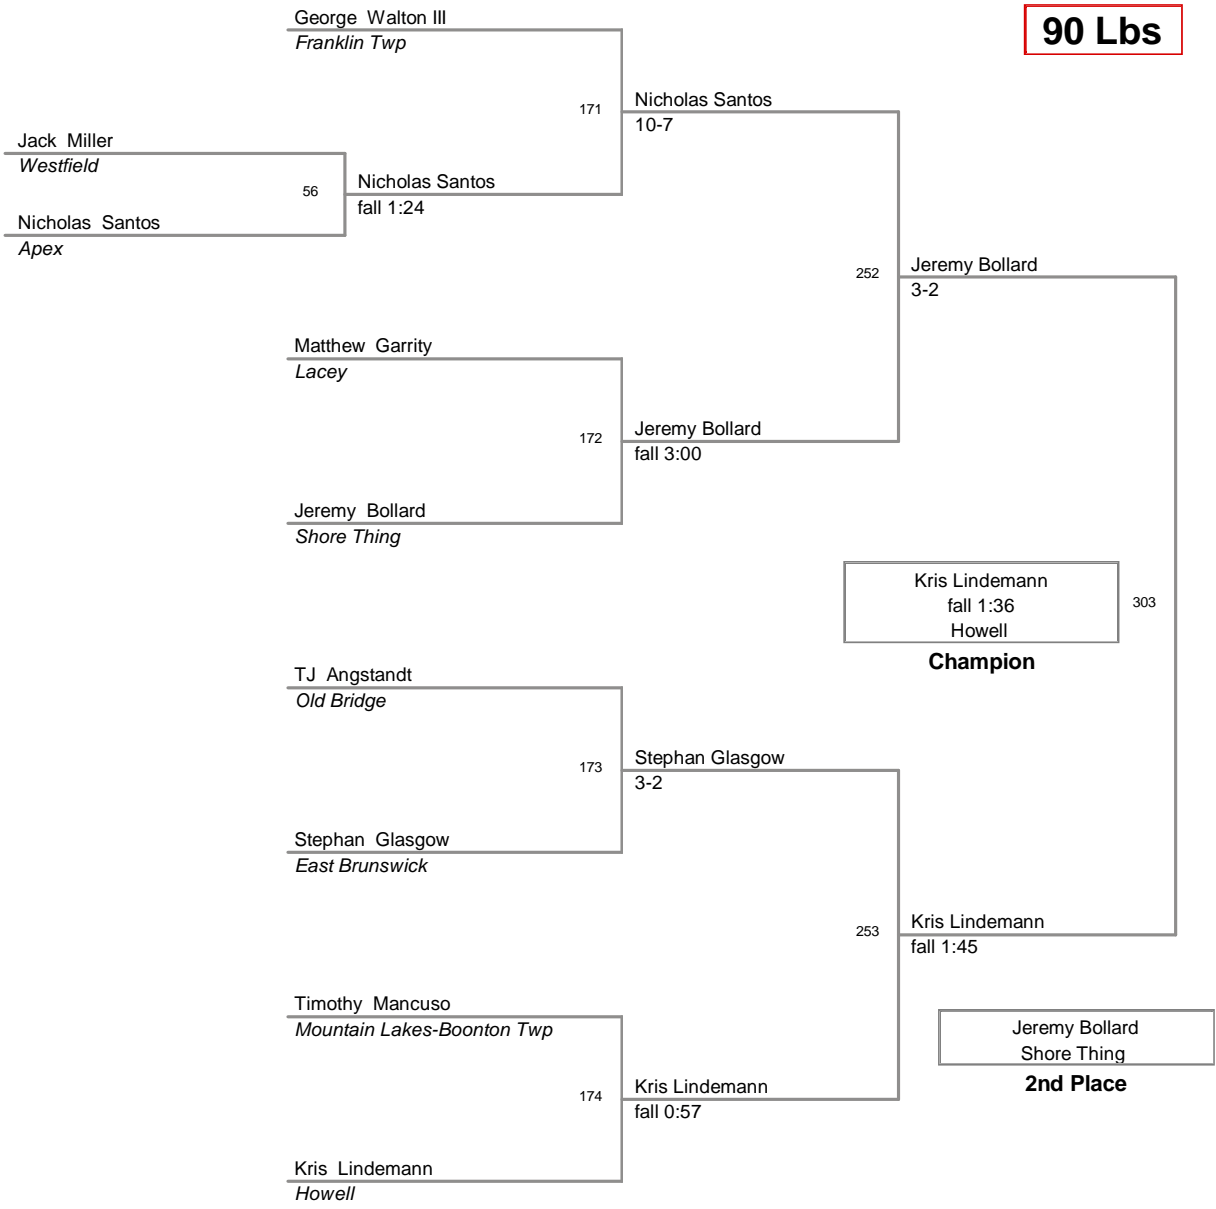 George Walton III
Franklin Twp
90 Lbs
171
Nicholas Santos
10-7
Jack Miller
Westfield
56
Nicholas Santos
fall 1:24
Nicholas Santos
Apex
252
Jeremy Bollard
3-2
Matthew Garrity
Lacey
172
Jeremy Bollard
fall 3:00
Jeremy Bollard
Shore Thing
Kris Lindemann
fall 1:36
Howell
303
Champion
TJ Angstandt
Old Bridge
173
Stephan Glasgow
3-2
Stephan Glasgow
East Brunswick
253
Kris Lindemann
fall 1:45
Timothy Mancuso
Mountain Lakes-Boonton Twp
Jeremy Bollard
Shore Thing
2nd Place
174
Kris Lindemann
fall 0:57
Kris Lindemann
Howell